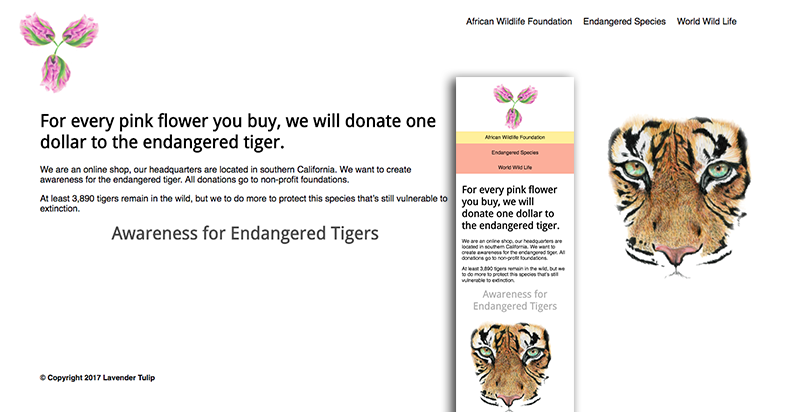 African Wildlife Foundation Endangered Species World Wild Life
For every pink flower you buy, we will donate one
dollar to the endangered tiger.
We are an online shop, our headquarters are located in southern California. We want to create
awareness for the endangered tiger. All donations go to non-profit foundations.
At least 3,890 tigers remain in the wild, but we to do more to protect this species that's still vulnerable to
extinction.
Awareness for Endangered Tigers
© Copyright 2017 Lavender Tulip
African Wildlife Foundation
Endangered Species
World Wild Life
For every pink flower
you buy, we will
donate one dollar to
the endangered tiger.
We are an online shop, our headquarters are
located in southern California. We want to
create awareness for the endangered tiger. All
donations go to non-profit foundations.
At least 3,890 tigers remain in the wild, but we
to do more to protect this species that's still
vulnerable to extinction.
Awareness for
Endangered Tigers